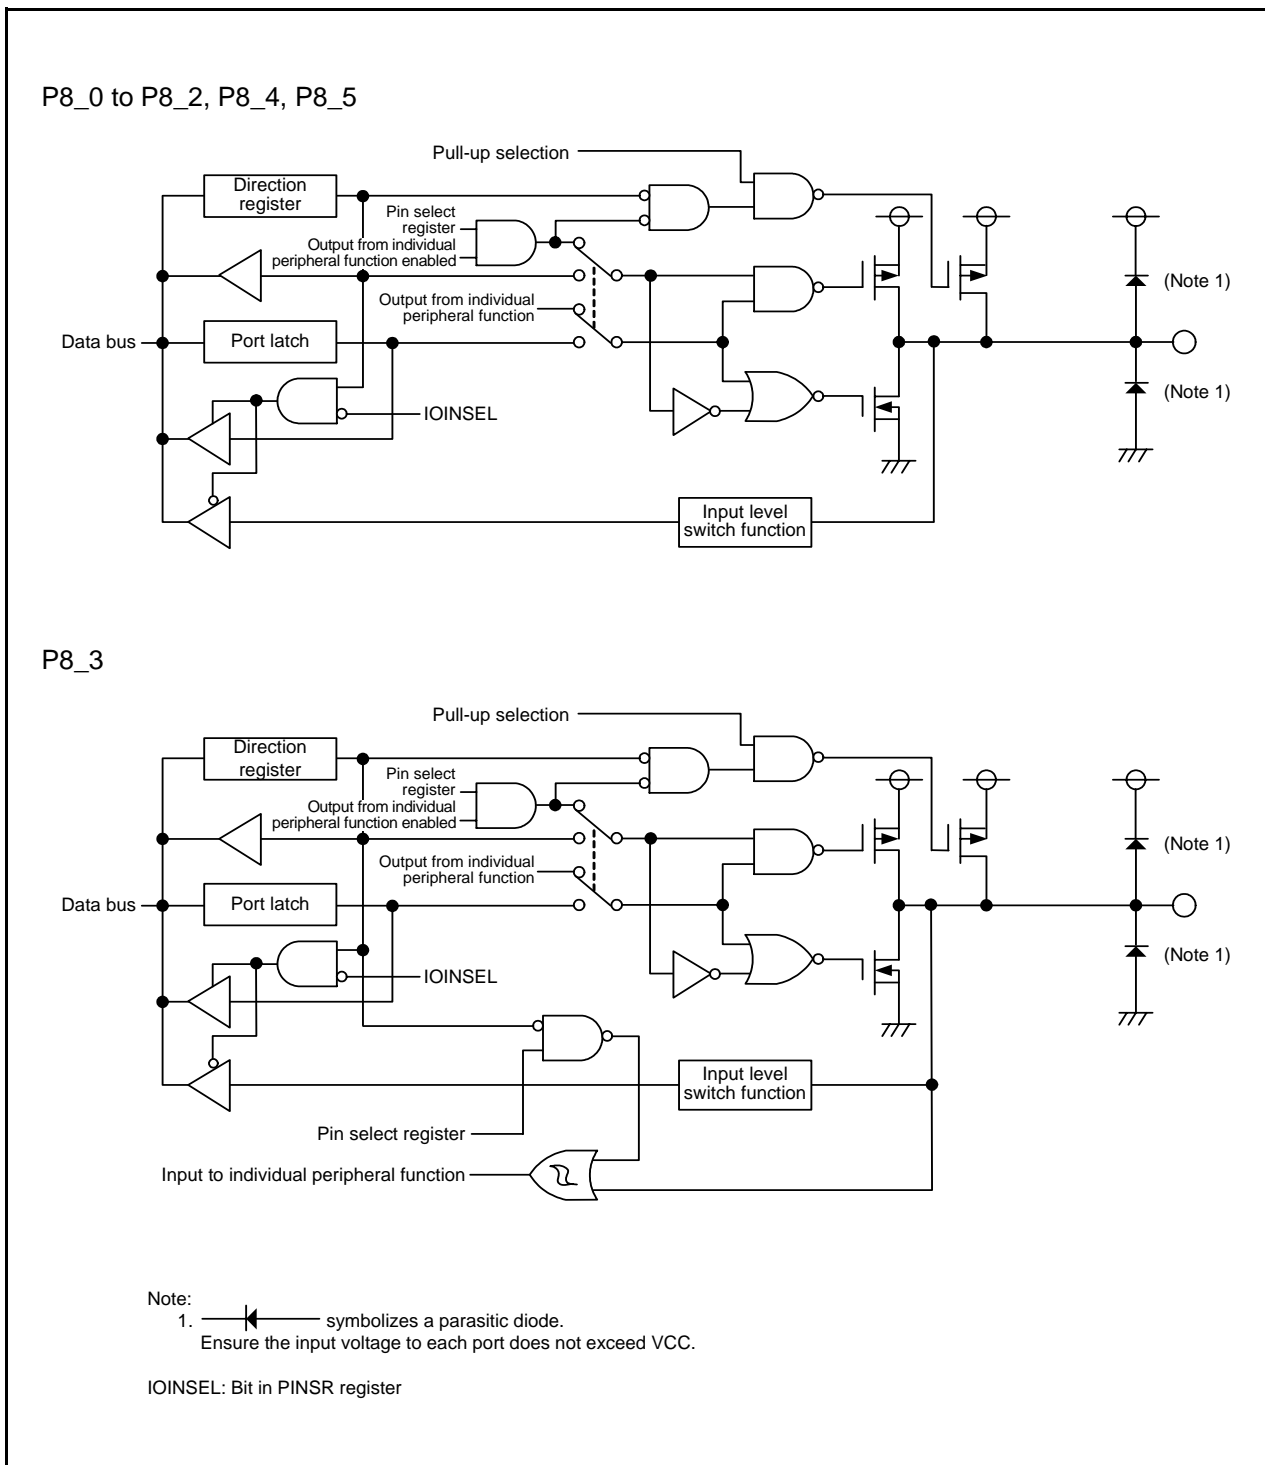 P8_0 to P8_2, P8_4, P8_5
Pull-up selection
Direction
register
Pin select
register
Output from individual
peripheral function enabled
(Note 1)
Output from individual
peripheral function
Data bus
Port latch
(Note 1)
IOINSEL
Input level
switch function
P8_3
Pull-up selection
Direction
register
Pin select
register
Output from individual
peripheral function enabled
(Note 1)
Output from individual
peripheral function
Data bus
Port latch
(Note 1)
IOINSEL
Input level
switch function
Pin select register
Input to individual peripheral function
Note:
1. symbolizes a parasitic diode.
Ensure the input voltage to each port does not exceed VCC.
IOINSEL: Bit in PINSR register